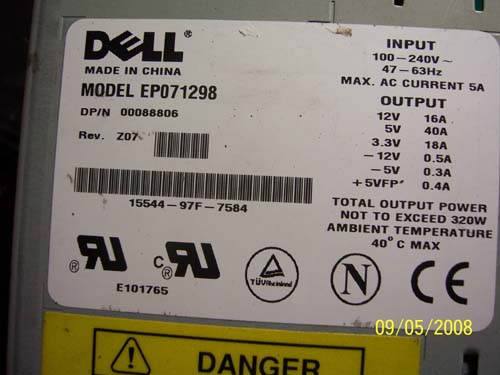 DELL®
MADE IN CHINA
MODEL EP071298
DP/N 00088806
Rev. Z07
15544-97F-7584
INPUT
100-240V~
47-63Hz
MAX. AC CURRENT 5A
OUTPUT
12V 16A
5V 40A
3.3V 18A
-12V 0.5A
-5V 0.3A
+5VFP 0.4A
TOTAL OUTPUT POWER
NOT TO EXCEED 320W
AMBIENT TEMPERATURE
40°C MAX
®
C ®
E101765
TÜVRheinland
N
CE
09/05/2008
! DANGER